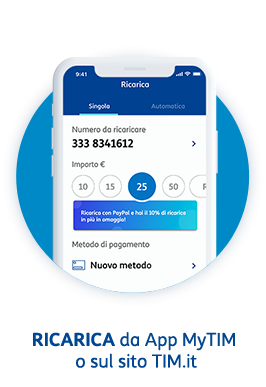 9:41
Ricarica
Singola Automatica
Numero da ricaricare
333 8341612
Importo €
10 15 25 50 R
Ricarica con PayPal e hai il 10% di ricarica
in più in omaggio!
Metodo di pagamento
Nuovo metodo
RICARICA da App MyTIM
o sul sito TIM.it